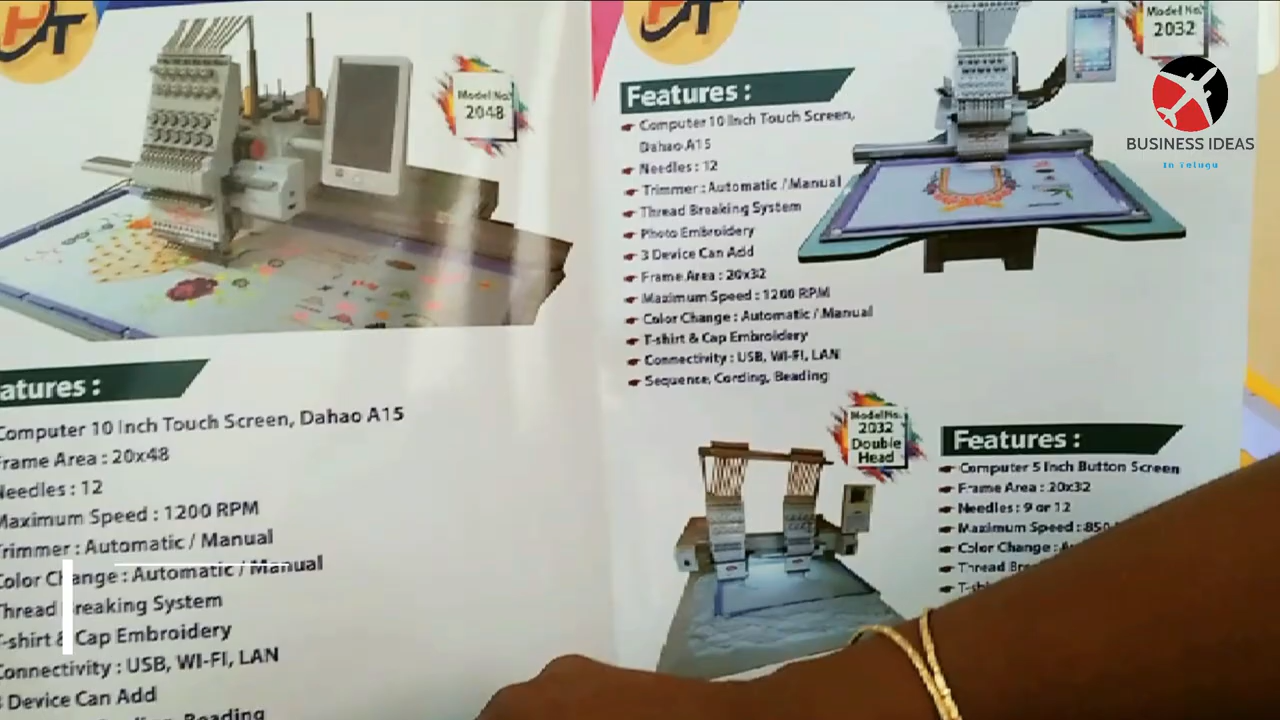 HT
Model No.
2048
atures :
Computer 10 Inch Touch Screen, Dahao A15
Frame Area : 20x48
Needles : 12
Maximum Speed : 1200 RPM
Trimmer : Automatic / Manual
Color Change : Automatic / Manual
Thread Breaking System
T-shirt & Cap Embroidery
Connectivity : USB, WI-FI, LAN
3 Device Can Add
Beading
HT
Model No.
2032
Features :
Computer 10 Inch Touch Screen,
Dahao A15
Needles : 12
Trimmer : Automatic / Manual
Thread Breaking System
Photo Embroidery
3 Device Can Add
Frame Area : 20x32
Maximum Speed : 1200 RPM
Color Change : Automatic / Manual
T-shirt & Cap Embroidery
Connectivity : USB, WI-FI, LAN
Sequence, Cording, Beading
BUSINESS IDEAS
In Telugu
Model No.
2032
Double
Head
Features :
Computer 5 Inch Button Screen
Frame Area : 20x32
Needles : 9 or 12
Maximum Speed : 850
Color Change :
Thread